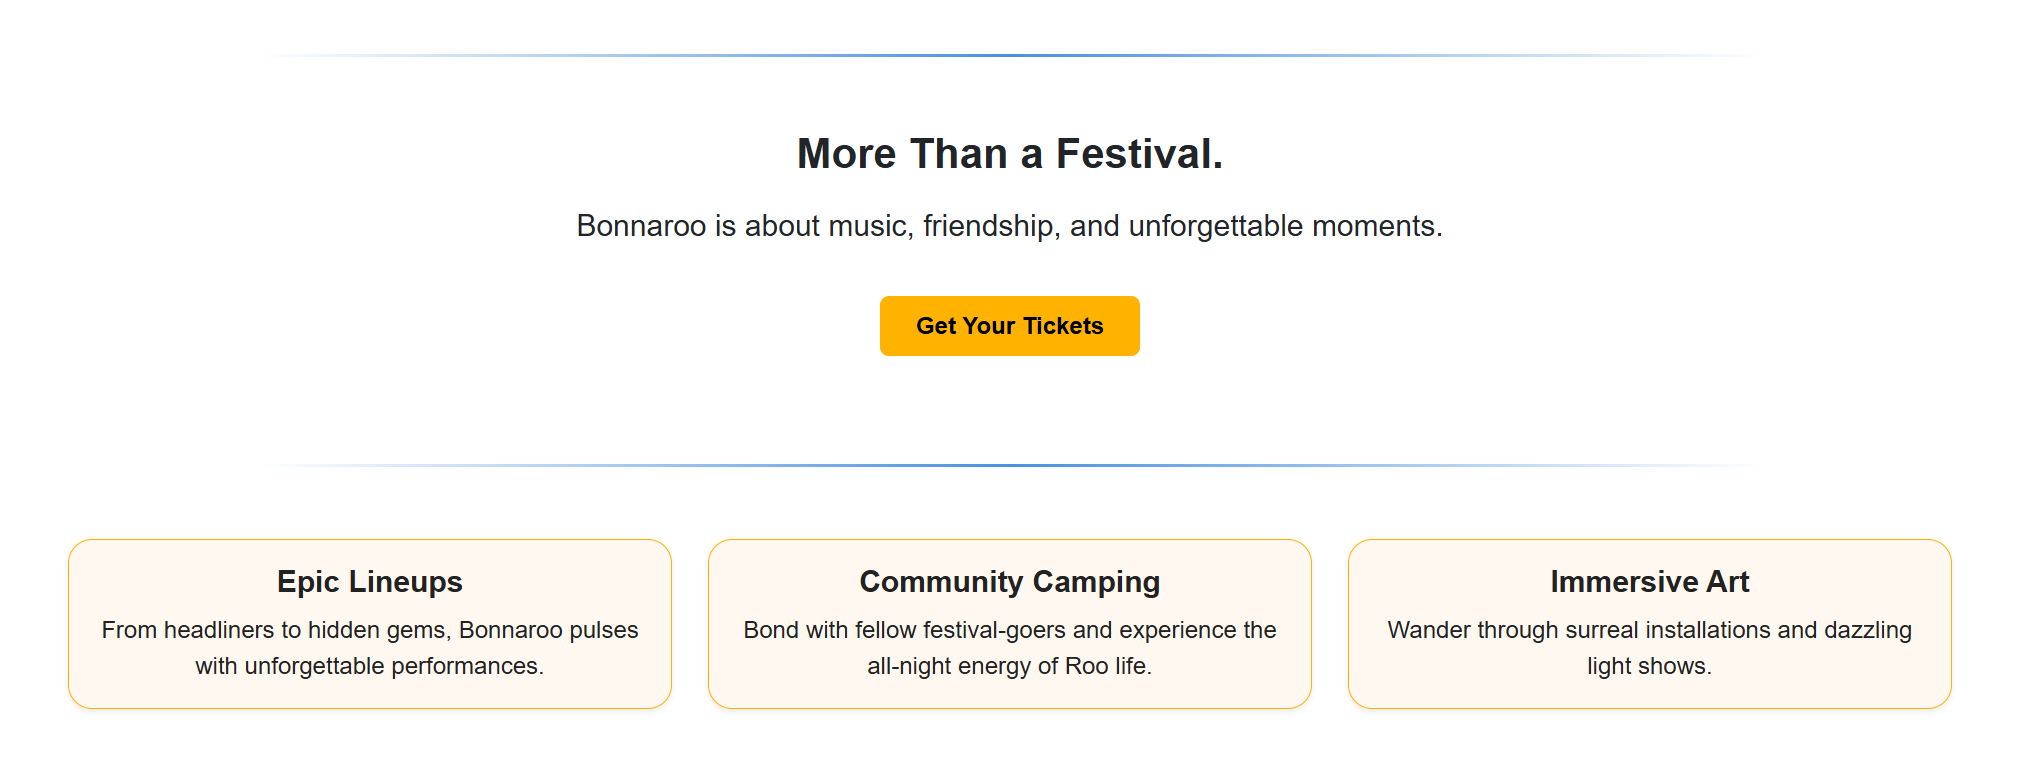 More Than a Festival.
Bonnaroo is about music, friendship, and unforgettable moments.
Get Your Tickets
Epic Lineups
From headliners to hidden gems, Bonnaroo pulses
with unforgettable performances.
Community Camping
Bond with fellow festival-goers and experience the
all-night energy of Roo life.
Immersive Art
Wander through surreal installations and dazzling
light shows.